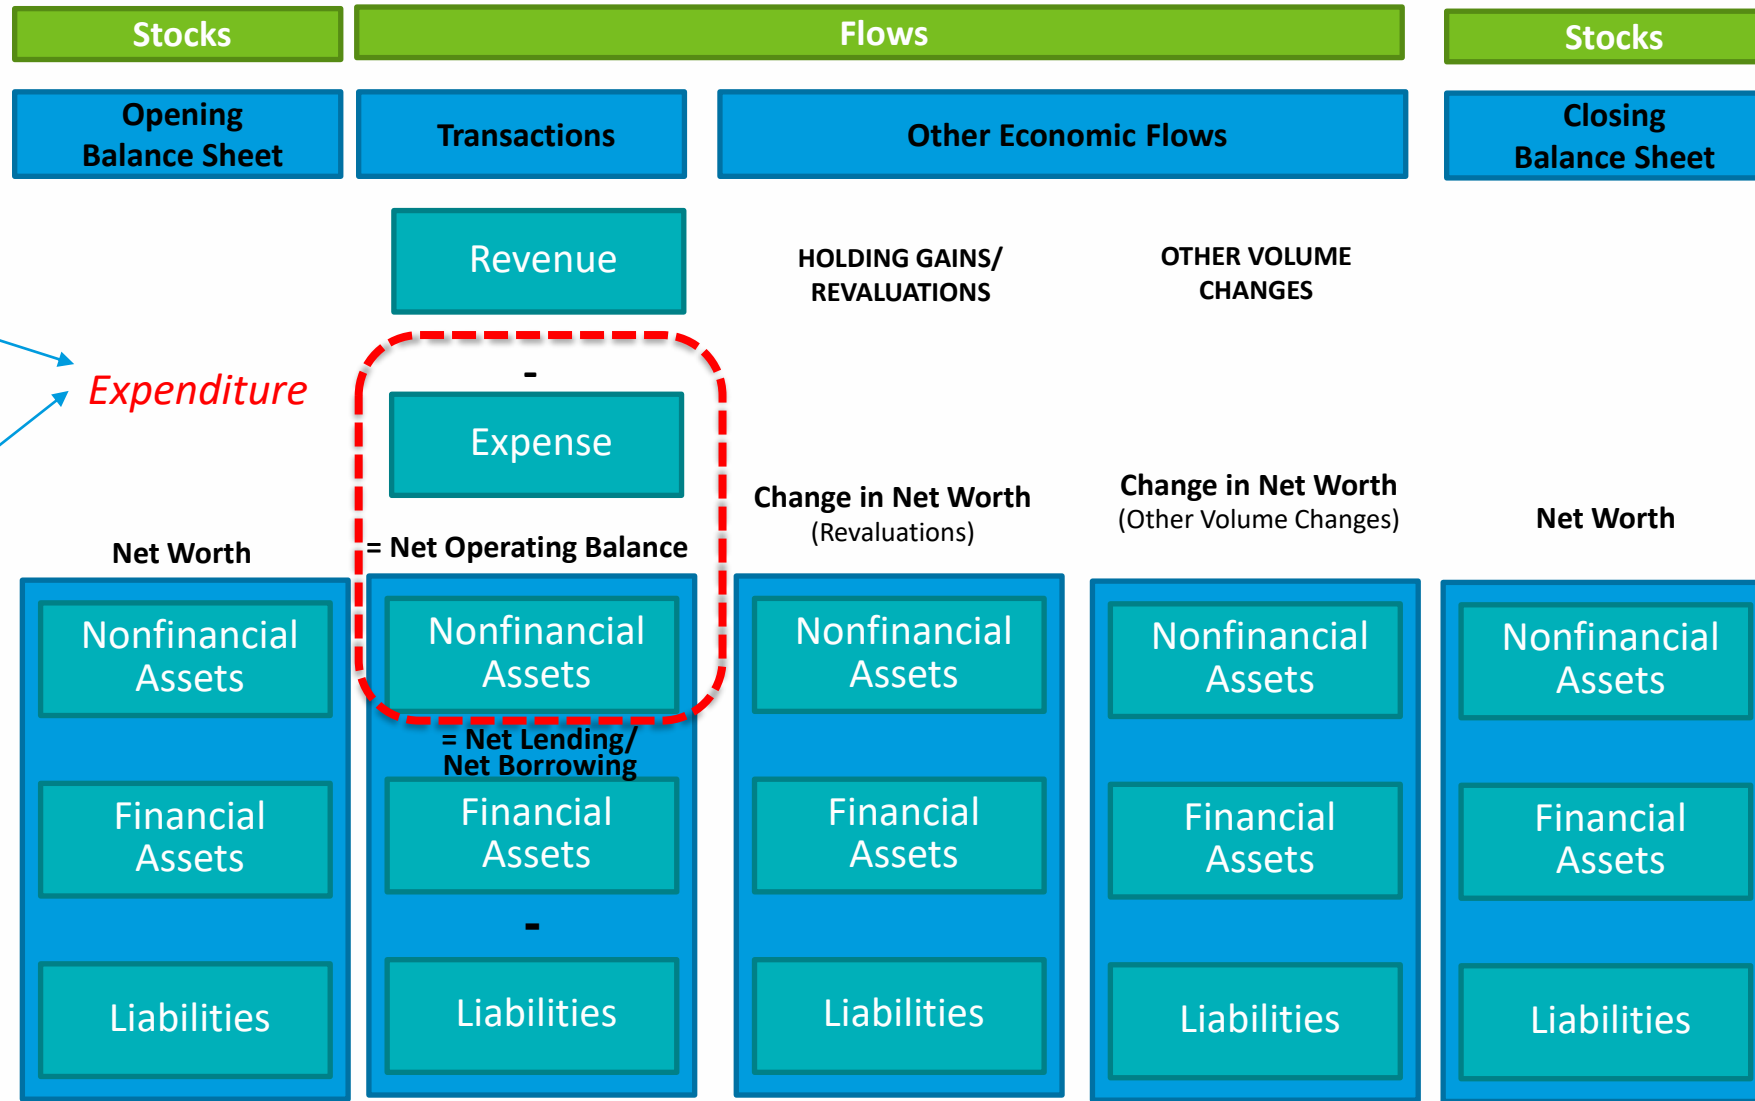 Stocks
Flows
Stocks
Opening
Balance Sheet
Transactions
Other Economic Flows
Closing
Balance Sheet
Revenue
HOLDING GAINS/
REVALUATIONS
OTHER VOLUME
CHANGES
Expenditure
-
Expense
Change in Net Worth
(Revaluations)
Change in Net Worth
(Other Volume Changes)
Net Worth
Net Worth
= Net Operating Balance
Nonfinancial
Assets
Nonfinancial
Assets
Nonfinancial
Assets
Nonfinancial
Assets
Nonfinancial
Assets
= Net Lending/
Net Borrowing
Financial
Assets
Financial
Assets
Financial
Assets
Financial
Assets
Financial
Assets
-
Liabilities
Liabilities
Liabilities
Liabilities
Liabilities